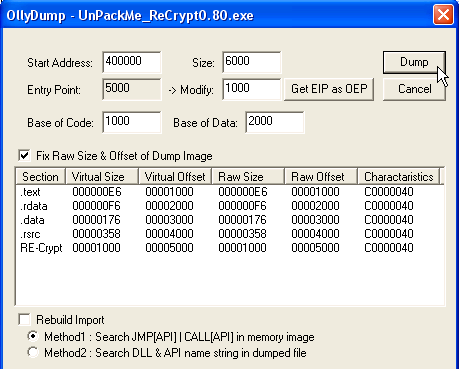 OllyDump - UnPackMe_ReCrypt0.80.exe
Start Address: 400000 Size: 6000 Dump
Entry Point: 5000 -> Modify: 1000 Get EIP as OEP Cancel
Base of Code: 1000 Base of Data: 2000
Fix Raw Size & Offset of Dump Image
Section Virtual Size Virtual Offset Raw Size Raw Offset Charactaristics
.text 000000E6 00001000 000000E6 00001000 C0000040
.rdata 000000F6 00002000 000000F6 00002000 C0000040
.data 00000176 00003000 00000176 00003000 C0000040
.rsrc 00000358 00004000 00000358 00004000 C0000040
RE-Crypt 00001000 00005000 00001000 00005000 C0000040
Rebuild Import
Method1 : Search JMP[API] | CALL[API] in memory image
Method2 : Search DLL & API name string in dumped file